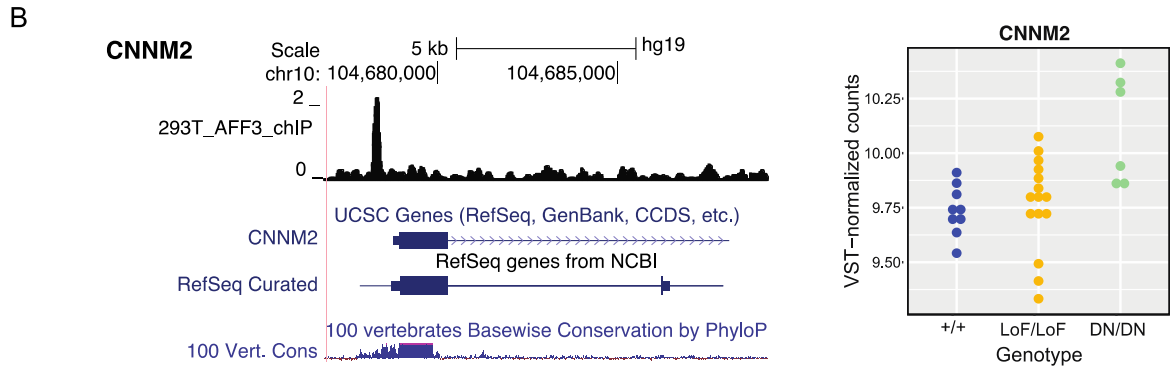 B
CNNM2
Scale
5 kb
hg19
chr10:
104,680,000
104,685,000
2
293T_AFF3_chIP
0
UCSC Genes (RefSeq, GenBank, CCDS, etc.)
CNNM2
RefSeq genes from NCBI
RefSeq Curated
100 vertebrates Basewise Conservation by PhyloP
100 Vert. Cons
CNNM2
VST-normalized counts
10.25
10.00
9.75
9.50
+/+
LoF/LoF
DN/DN
Genotype